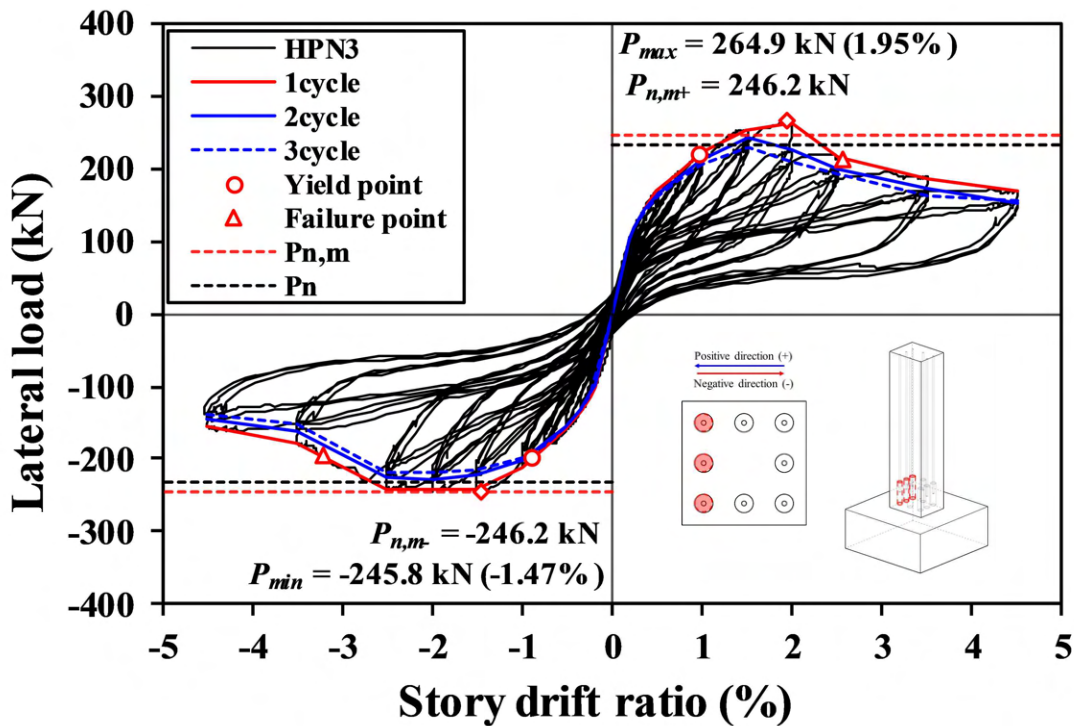 400
300
200
100
0
-100
-200
-300
-400
Lateral load (kN)
HPN3
1cycle
2cycle
3cycle
Yield point
Failure point
Pn,m
Pn
Pmax = 264.9 kN (1.95%)
Pn,m+ = 246.2 kN
Positive direction (+)
Negative direction (-)
Pn,m- = -246.2 kN
Pmin = -245.8 kN (-1.47%)
-5 -4 -3 -2 -1 0 1 2 3 4 5
Story drift ratio (%)